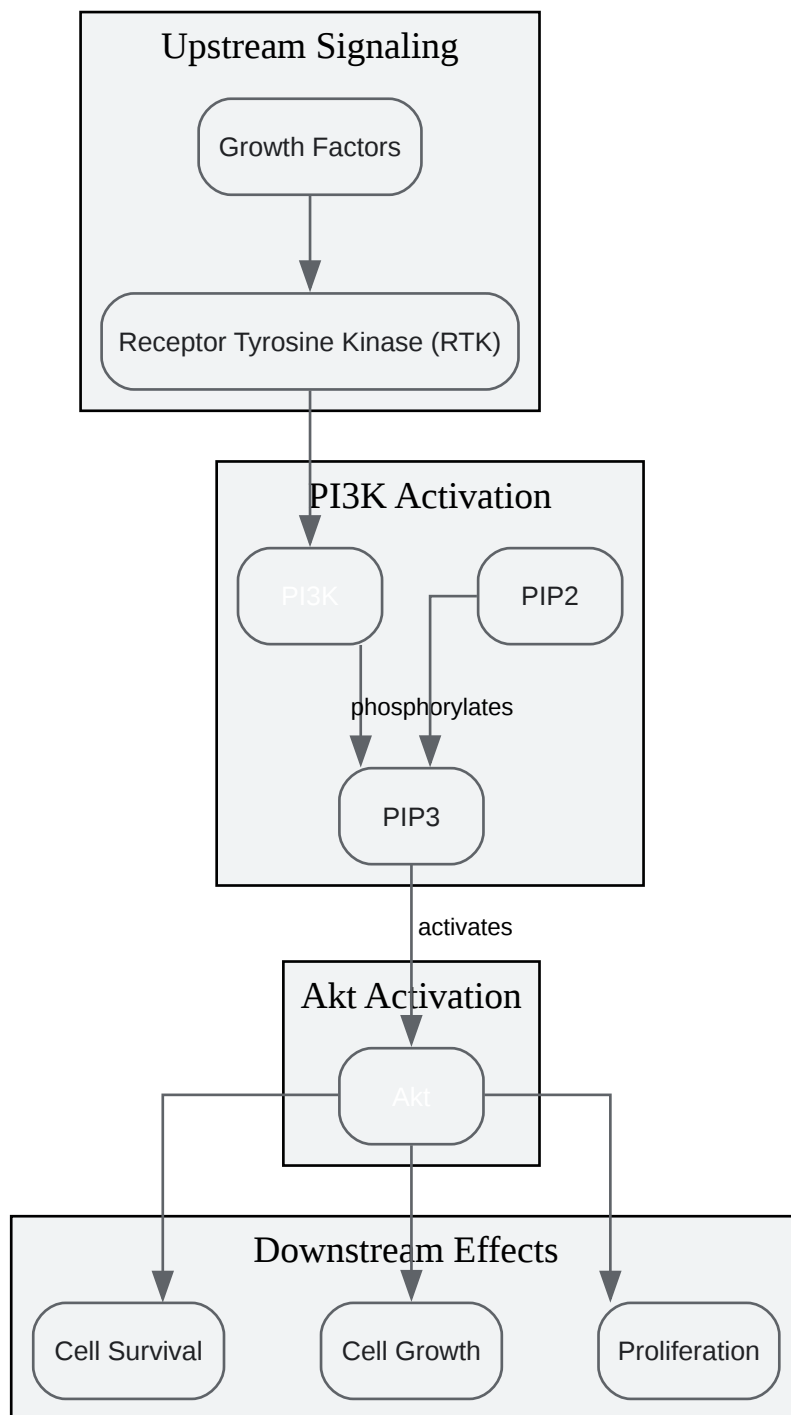 Upstream Signaling
Growth Factors
Receptor Tyrosine Kinase (RTK)
PI3K Activation
PI3K
PIP2
phosphorylates
PIP3
activates
Akt Activation
Akt
Downstream Effects
Cell Survival
Cell Growth
Proliferation